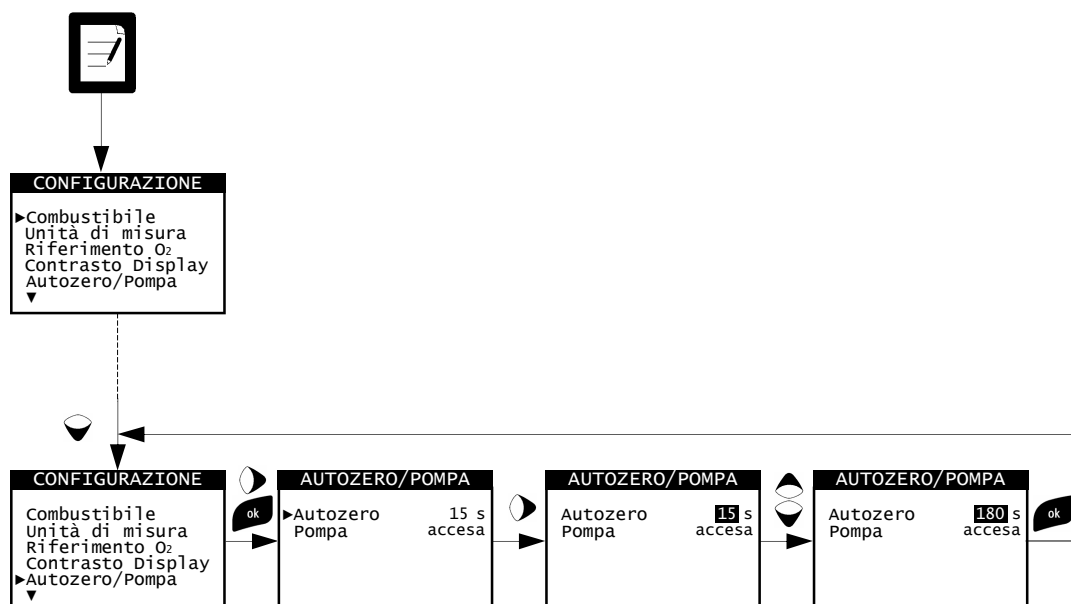 CONFIGURAZIONE
►Combustibile
Unità di misura
Riferimento O₂
Contrasto Display
Autozero/Pompa
▼
CONFIGURAZIONE
Combustibile
Unità di misura
Riferimento O₂
Contrasto Display
►Autozero/Pompa
▼
ok
AUTOZERO/POMPA
►Autozero 15 s
Pompa accesa
AUTOZERO/POMPA
Autozero 15 s
Pompa accesa
AUTOZERO/POMPA
Autozero 180 s
Pompa accesa
ok